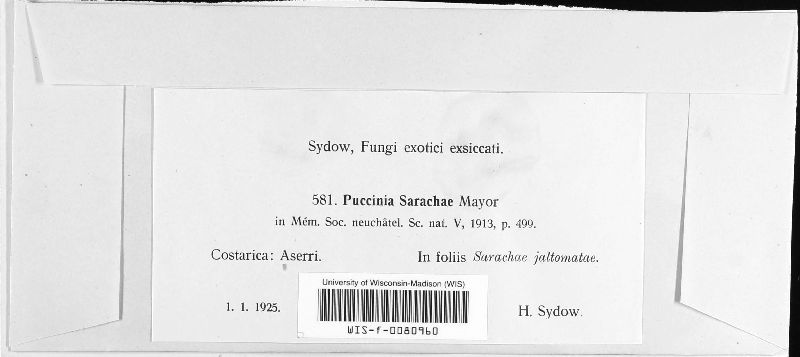 Sydow, Fungi exotici exsiccati.
581. Puccinia Sarachae Mayor
in Mém. Soc. neuchâtel. Sc. nat. V, 1913, p. 499.
Costarica: Aserri. In foliis Sarachae jaltomatae.
1. 1. 1925. H. Sydow.
University of Wisconsin-Madison (WIS)
WIS-f-0080960